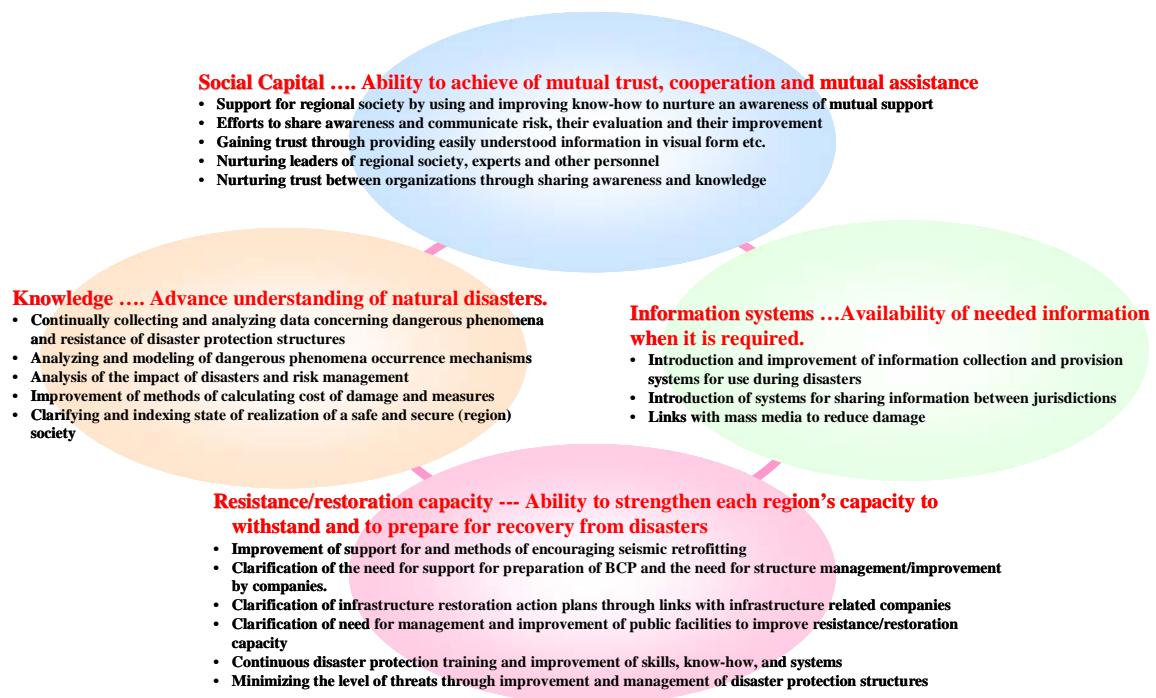 Social Capital …. Ability to achieve of mutual trust, cooperation and mutual assistance
• Support for regional society by using and improving know-how to nurture an awareness of mutual support
• Efforts to share awareness and communicate risk, their evaluation and their improvement
• Gaining trust through providing easily understood information in visual form etc.
• Nurturing leaders of regional society, experts and other personnel
• Nurturing trust between organizations through sharing awareness and knowledge
Knowledge …. Advance understanding of natural disasters.
• Continually collecting and analyzing data concerning dangerous phenomena
and resistance of disaster protection structures
• Analyzing and modeling of dangerous phenomena occurrence mechanisms
• Analysis of the impact of disasters and risk management
• Improvement of methods of calculating cost of damage and measures
• Clarifying and indexing state of realization of a safe and secure (region)
society
Information systems …Availability of needed information
when it is required.
• Introduction and improvement of information collection and provision
systems for use during disasters
• Introduction of systems for sharing information between jurisdictions
• Links with mass media to reduce damage
Resistance/restoration capacity --- Ability to strengthen each region’s capacity to
withstand and to prepare for recovery from disasters
• Improvement of support for and methods of encouraging seismic retrofitting
• Clarification of the need for support for preparation of BCP and the need for structure management/improvement
by companies.
• Clarification of infrastructure restoration action plans through links with infrastructure related companies
• Clarification of need for management and improvement of public facilities to improve resistance/restoration
capacity
• Continuous disaster protection training and improvement of skills, know-how, and systems
• Minimizing the level of threats through improvement and management of disaster protection structures